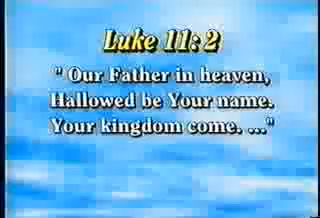 Luke 11: 2
" Our Father in heaven,
Hallowed be Your name.
Your kingdom come. ..."